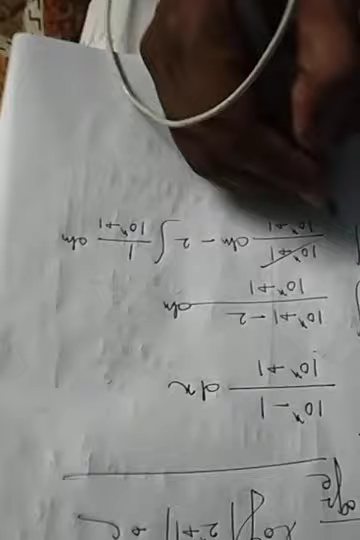 log |2^x+1| + c
(10^x - 1)/(10^x + 1) dx
(10^x + 1 - 2)/(10^x + 1) dx
(10^x + 1)/(10^x + 1) dx - 2 ∫ 1/(10^x + 1) dx